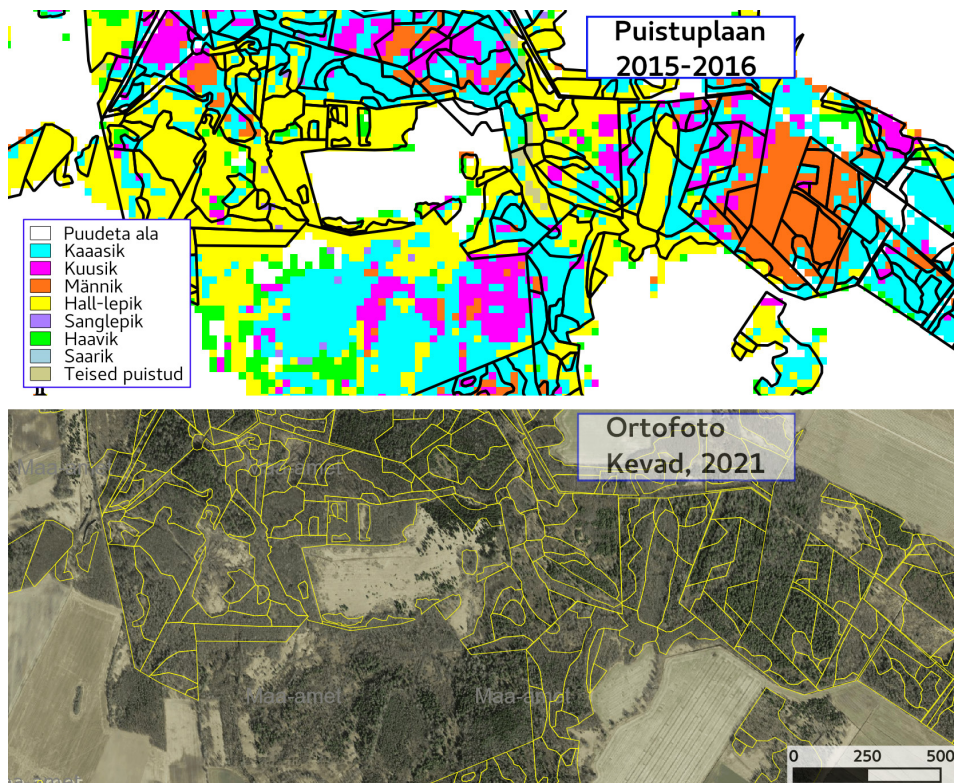 Puistuplaan
2015-2016
Puudeta ala
Kaaasik
Kuusik
Männik
Hall-lepik
Sanglepik
Haavik
Saarik
Teised puistud
Ortofoto
Kevad, 2021
Maa-amet
Maa-amet
Maa-amet
Maa-amet
0 250 500